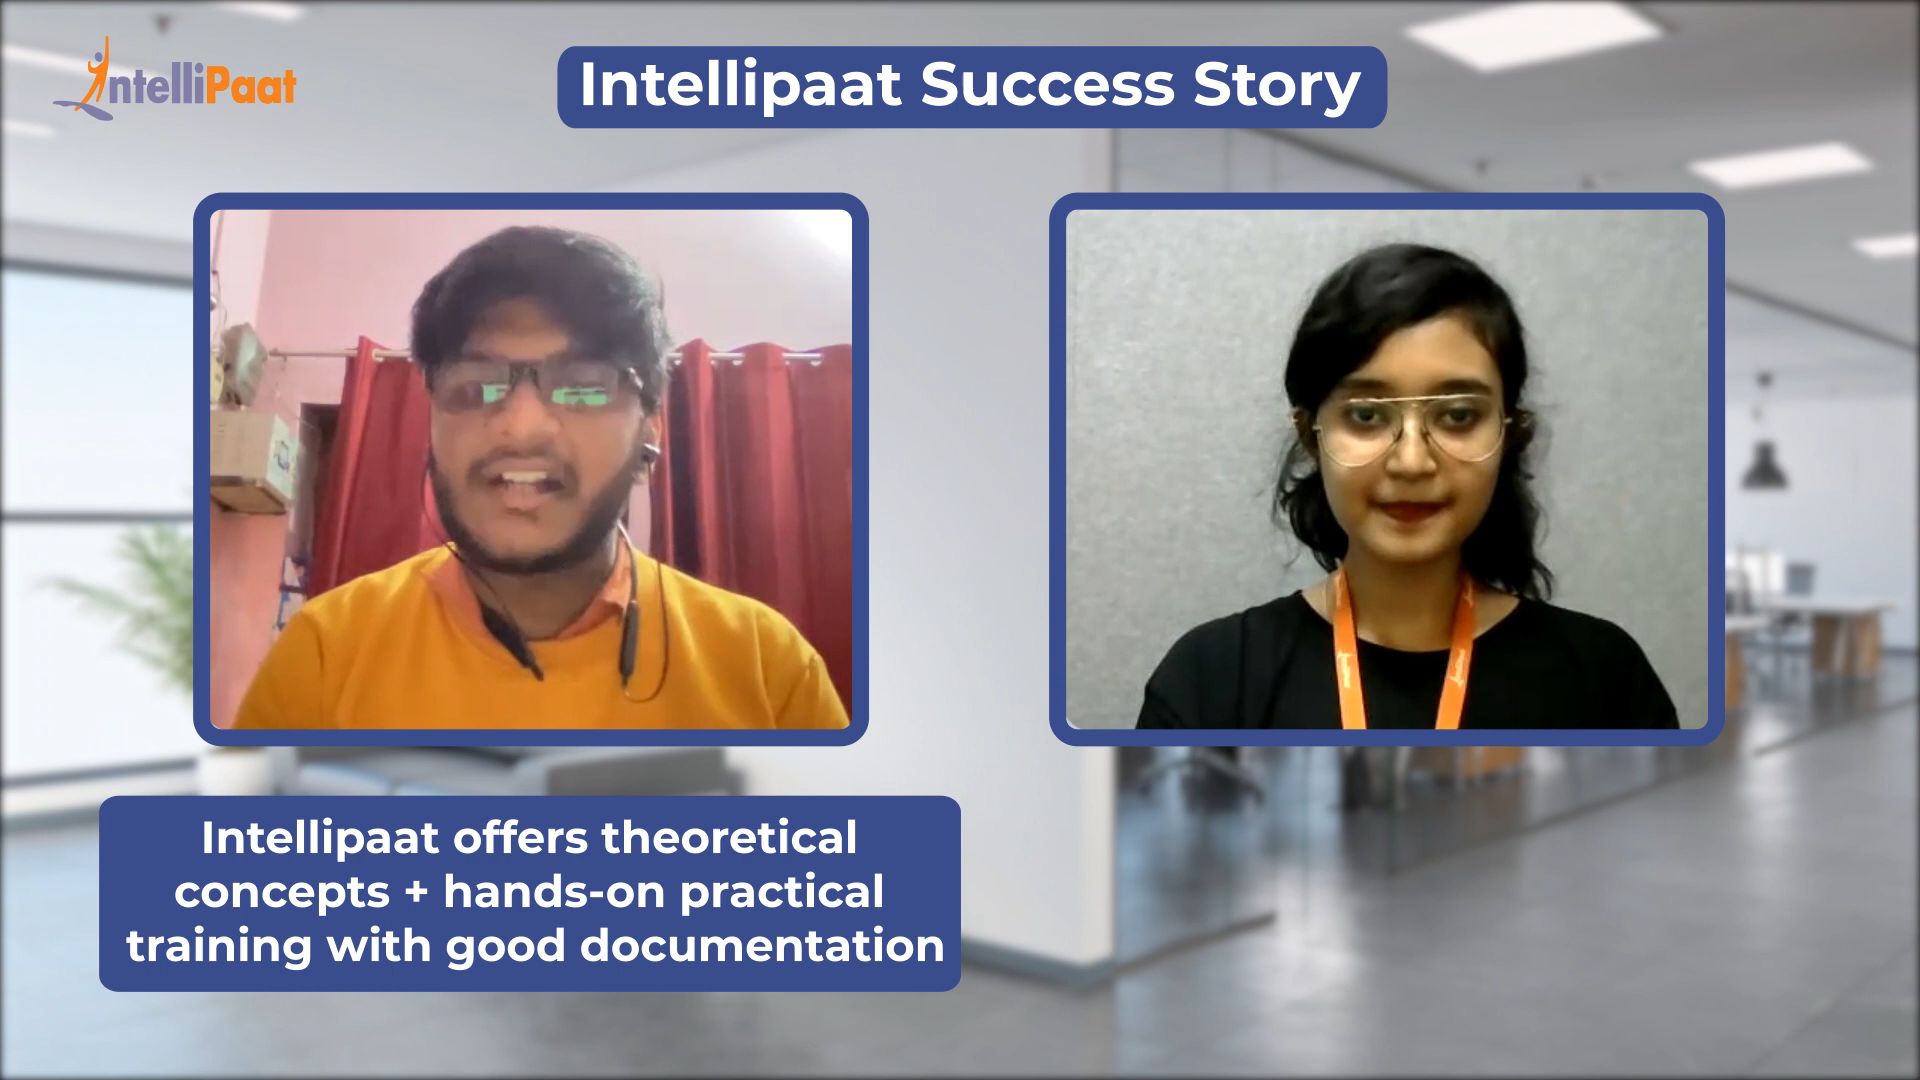 IntelliPaat
Intellipaat Success Story
Intellipaat offers theoretical
concepts + hands-on practical
training with good documentation